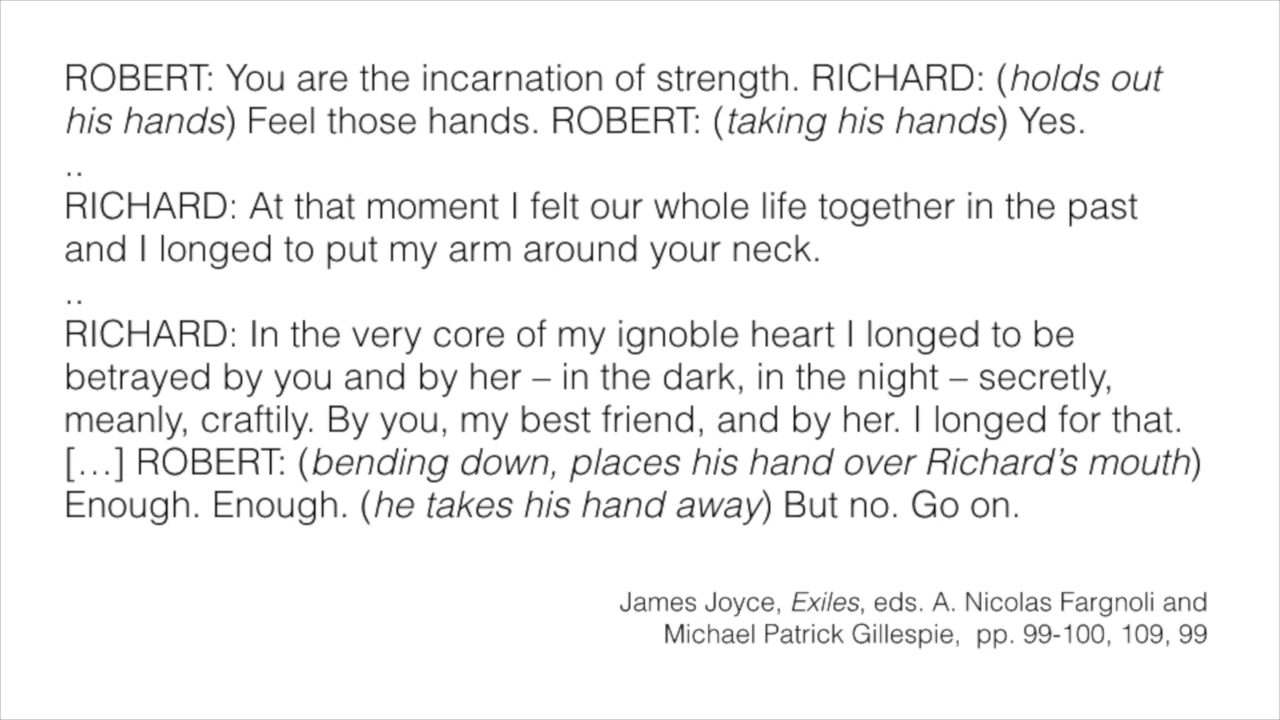 ROBERT: You are the incarnation of strength. RICHARD: (holds out
his hands) Feel those hands. ROBERT: (taking his hands) Yes.
..
RICHARD: At that moment I felt our whole life together in the past
and I longed to put my arm around your neck.
..
RICHARD: In the very core of my ignoble heart I longed to be
betrayed by you and by her – in the dark, in the night – secretly,
meanly, craftily. By you, my best friend, and by her. I longed for that.
[…] ROBERT: (bending down, places his hand over Richard’s mouth)
Enough. Enough. (he takes his hand away) But no. Go on.
James Joyce, Exiles, eds. A. Nicolas Fargnoli and
Michael Patrick Gillespie,  pp. 99-100, 109, 99